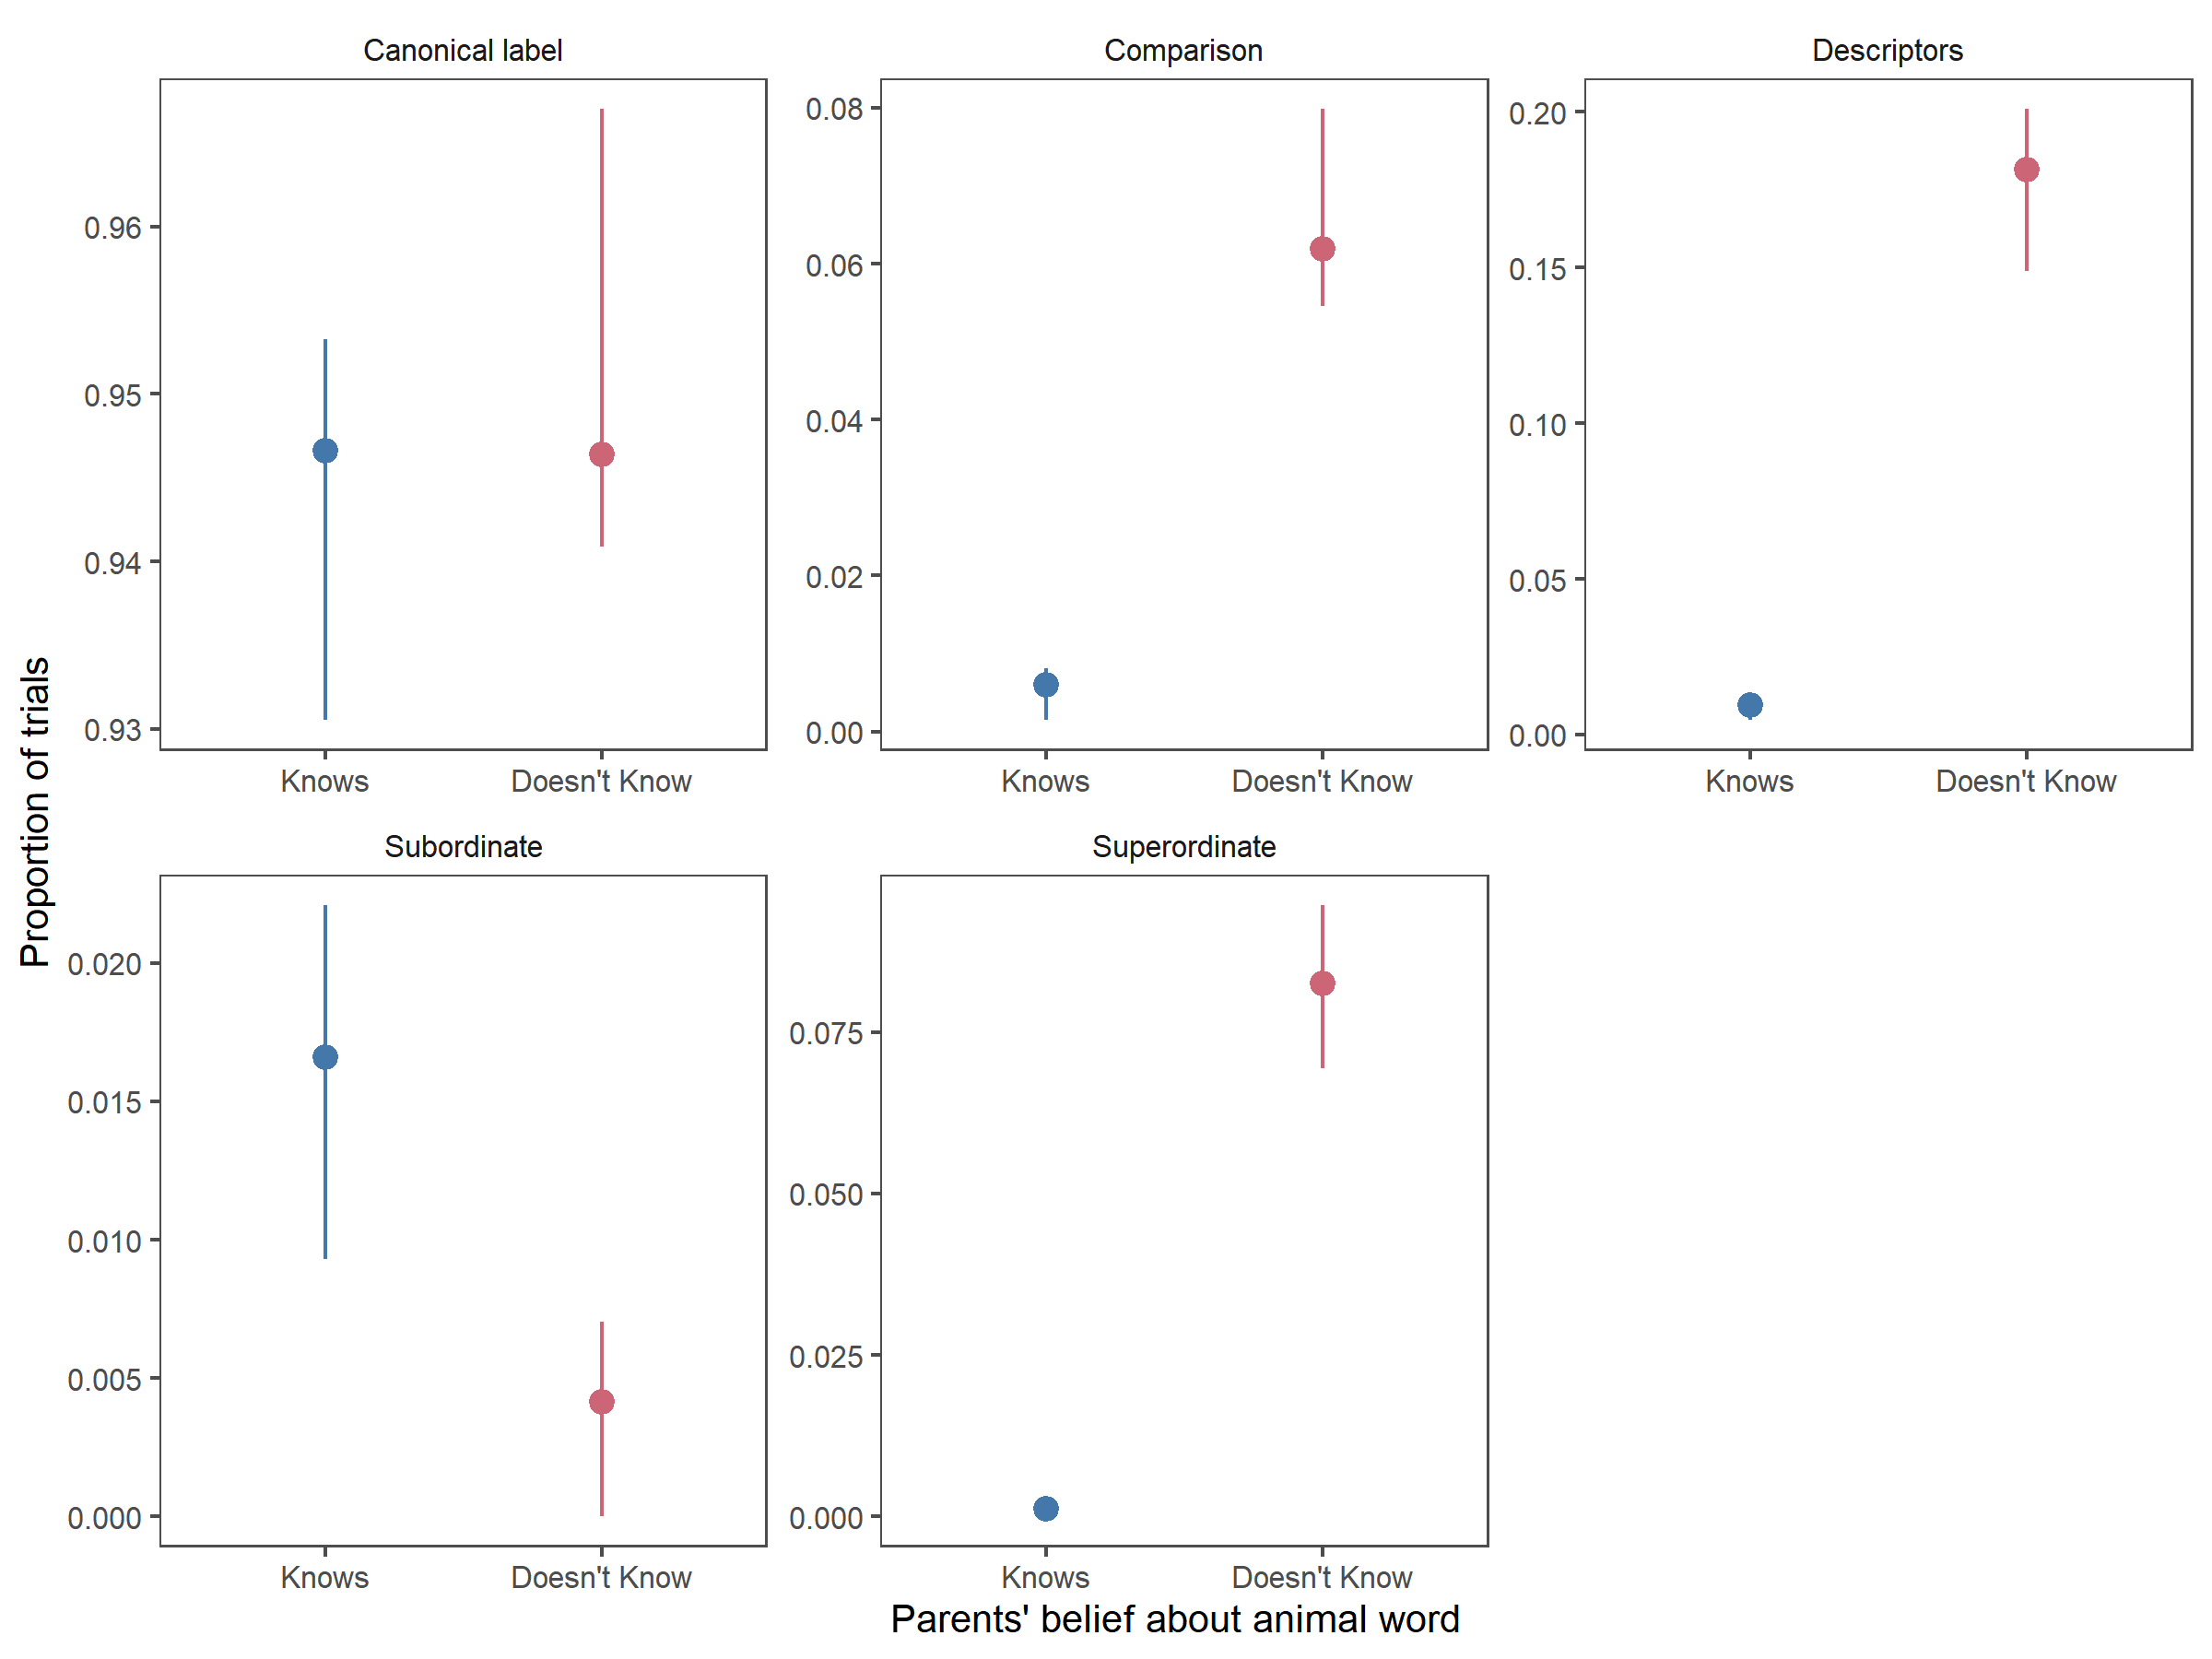 Canonical label
Comparison
Descriptors
0.96
0.95
0.94
0.93
Knows
Doesn't Know
0.08
0.06
0.04
0.02
0.00
Knows
Doesn't Know
0.20
0.15
0.10
0.05
0.00
Knows
Doesn't Know
Proportion of trials
Subordinate
Superordinate
0.020
0.015
0.010
0.005
0.000
Knows
Doesn't Know
0.075
0.050
0.025
0.000
Knows
Doesn't Know
Parents' belief about animal word